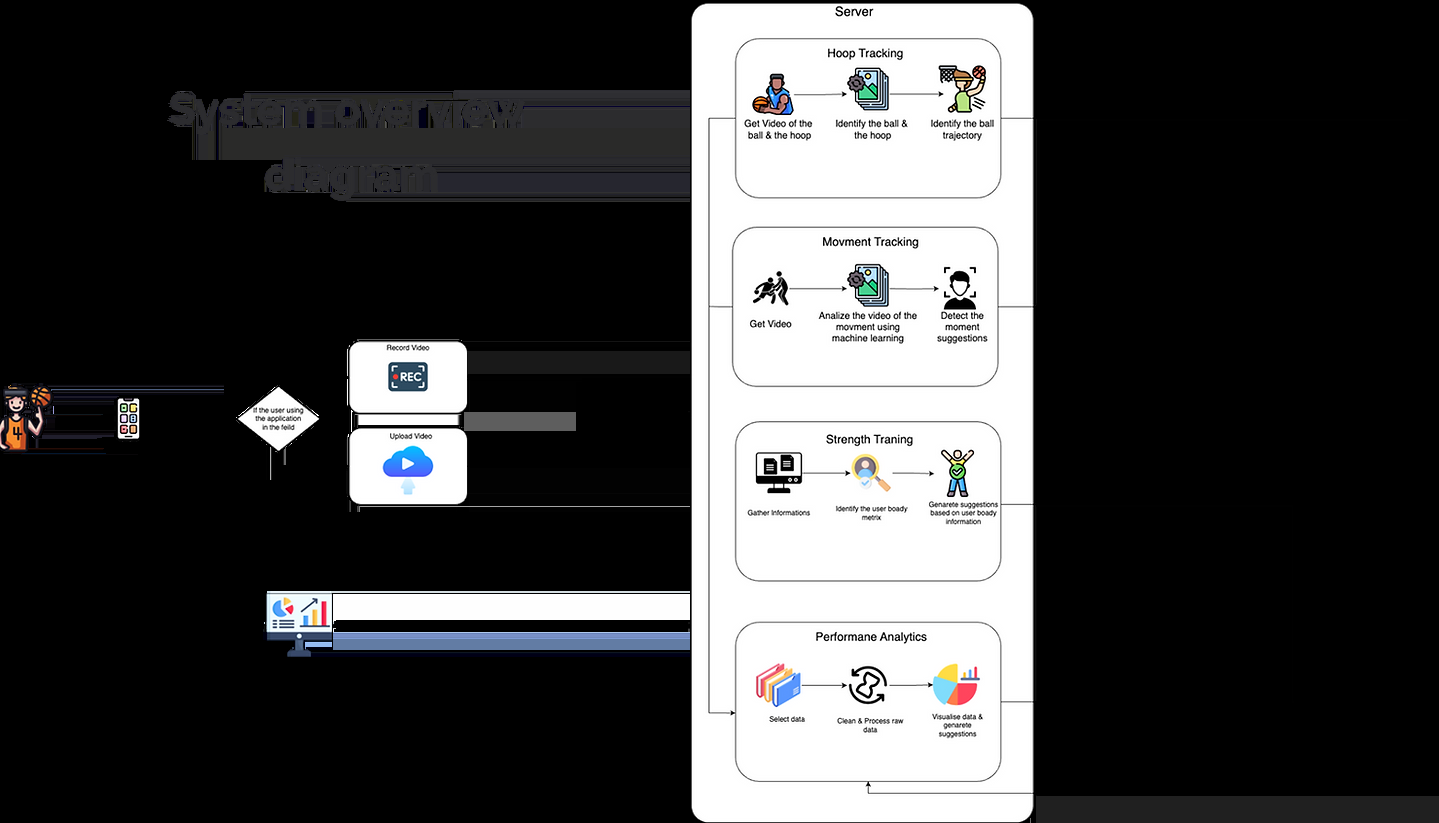 System overview
diagram
Server
Hoop Tracking
Get Video of the
ball & the hoop
Identify the ball &
the hoop
Identify the ball
trajectory
Movment Tracking
Get Video
Analize the video of the
movment using
machine learning
Detect the
moment
suggestions
If the user using
the application
in the feild
Record Video
REC
Upload Video
4
Strength Traning
Gather Informations
Identify the user boady
metrix
Genarete suggestions
based on user boady
information
Performane Analytics
Select data
Clean & Process raw
data
Visualise data &
genarete
suggestions